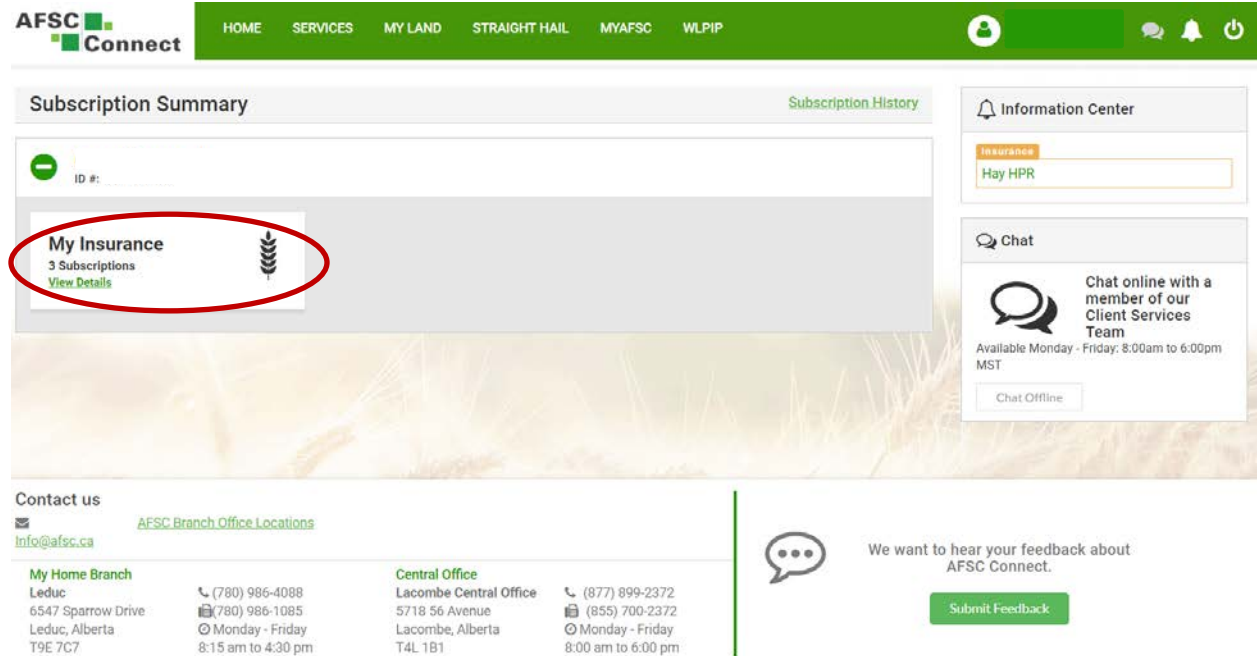 AFSC
Connect
HOME SERVICES MY LAND STRAIGHT HAIL MYAFSC WLPIP
Subscription Summary
Subscription History
ID #:
My Insurance
3 Subscriptions
View Details
Information Center
Insurance
Hay HPR
Chat
Chat online with a
member of our
Client Services
Team
Available Monday - Friday: 8:00am to 6:00pm
MST
Chat Offline
Contact us
AFSC Branch Office Locations
Info@afsc.ca
My Home Branch
Leduc (780) 986-4088
6547 Sparrow Drive (780) 986-1085
Leduc, Alberta Monday - Friday
T9E 7C7 8:15 am to 4:30 pm
Central Office
Lacombe Central Office (877) 899-2372
5718 56 Avenue (855) 700-2372
Lacombe, Alberta Monday - Friday
T4L 1B1 8:00 am to 6:00 pm
We want to hear your feedback about
AFSC Connect.
Submit Feedback